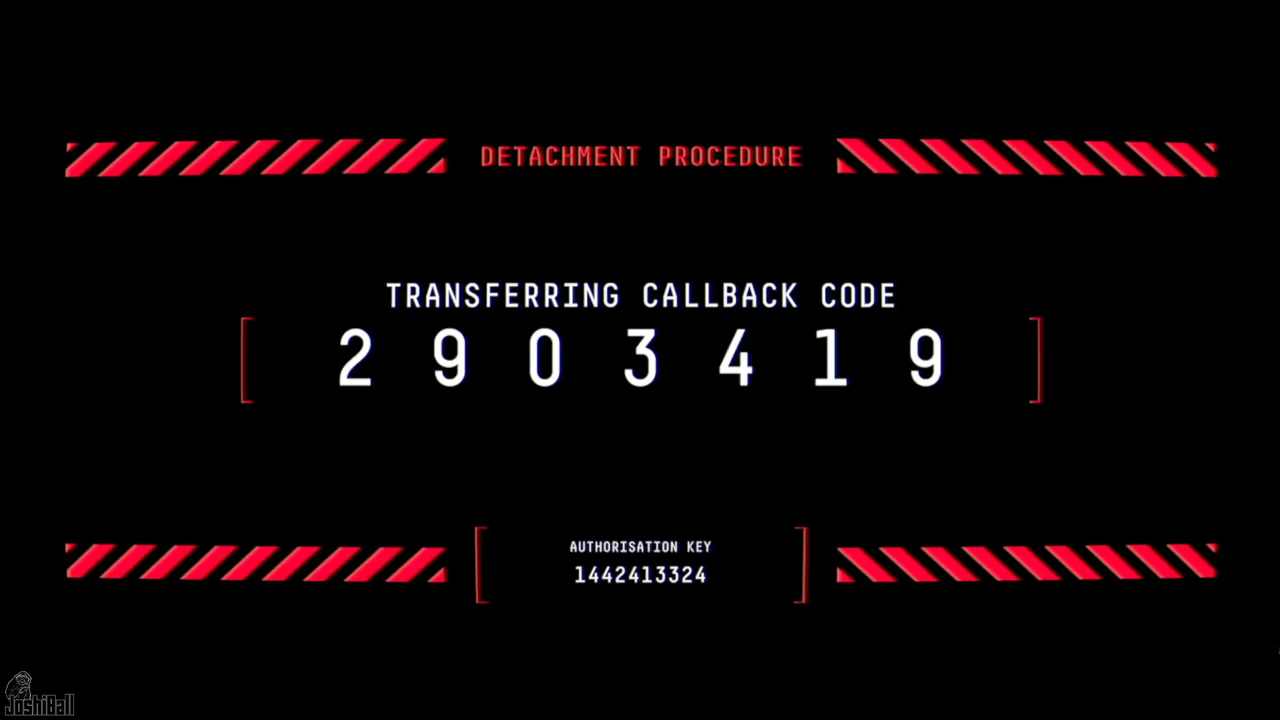 DETACHMENT PROCEDURE
TRANSFERRING CALLBACK CODE
2 9 0 3 4 1 9
AUTHORISATION KEY
1442413324
JoshiBall